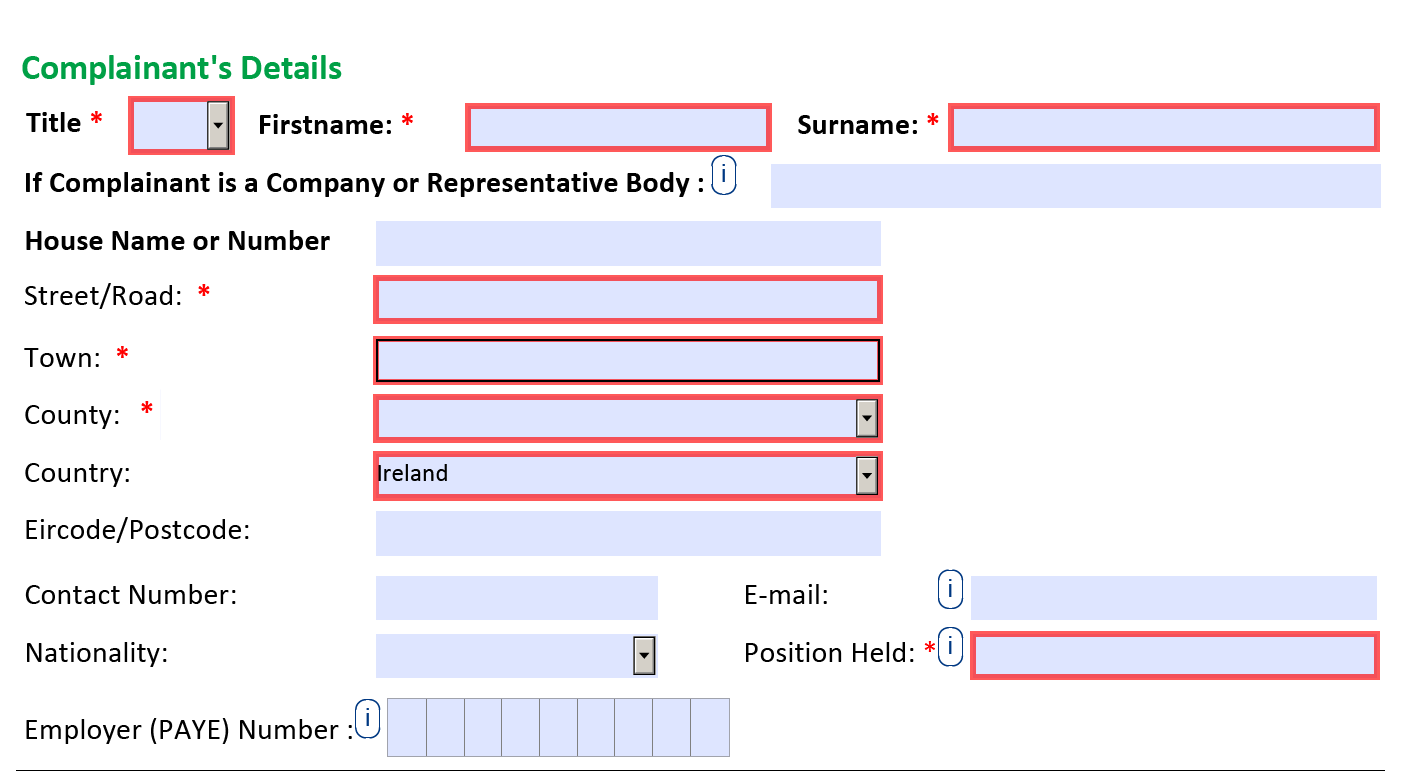 Complainant's Details
Title * Firstname: * Surname: *
If Complainant is a Company or Representative Body : i
House Name or Number
Street/Road: *
Town: *
County: *
Country: Ireland
Eircode/Postcode:
Contact Number: E-mail: i
Nationality: Position Held: * i
Employer (PAYE) Number : i